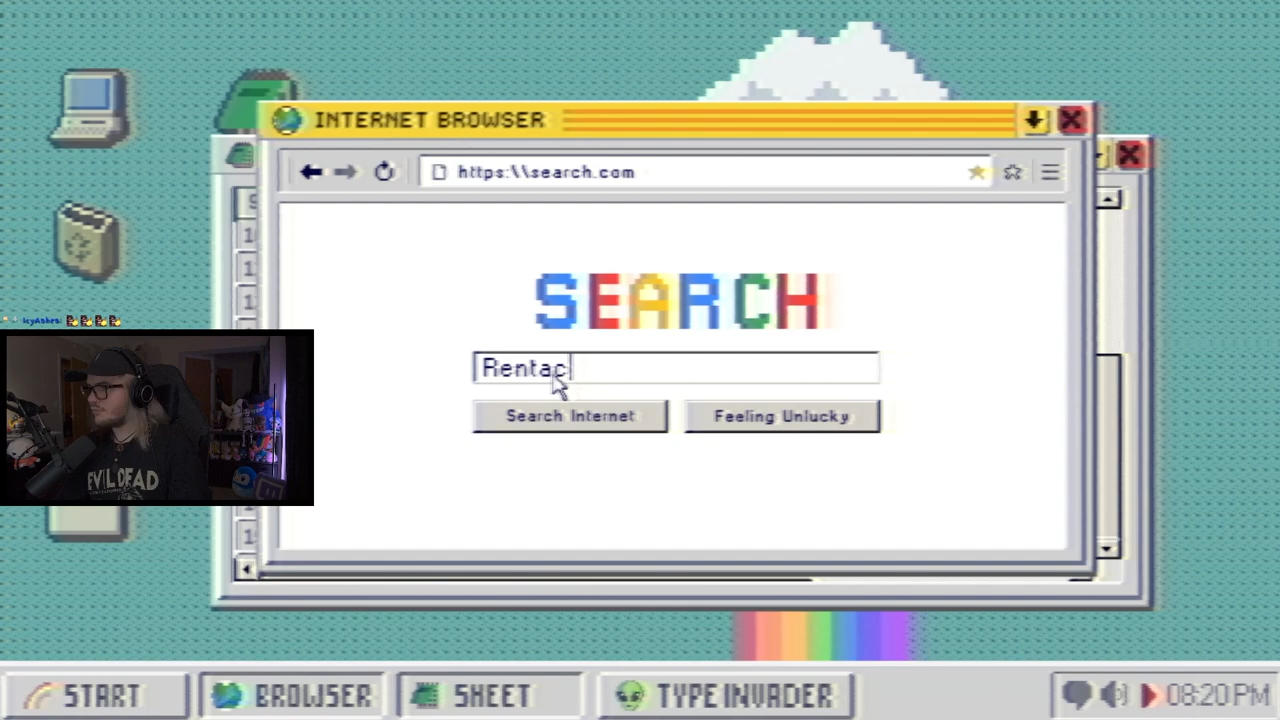 INTERNET BROWSER
https:\\search.com
SEARCH
Rentac
Search Internet
Feeling Unlucky
IcyAshes:
EVIL DEAD
START
BROWSER
SHEET
TYPE INVADER
08:20 PM